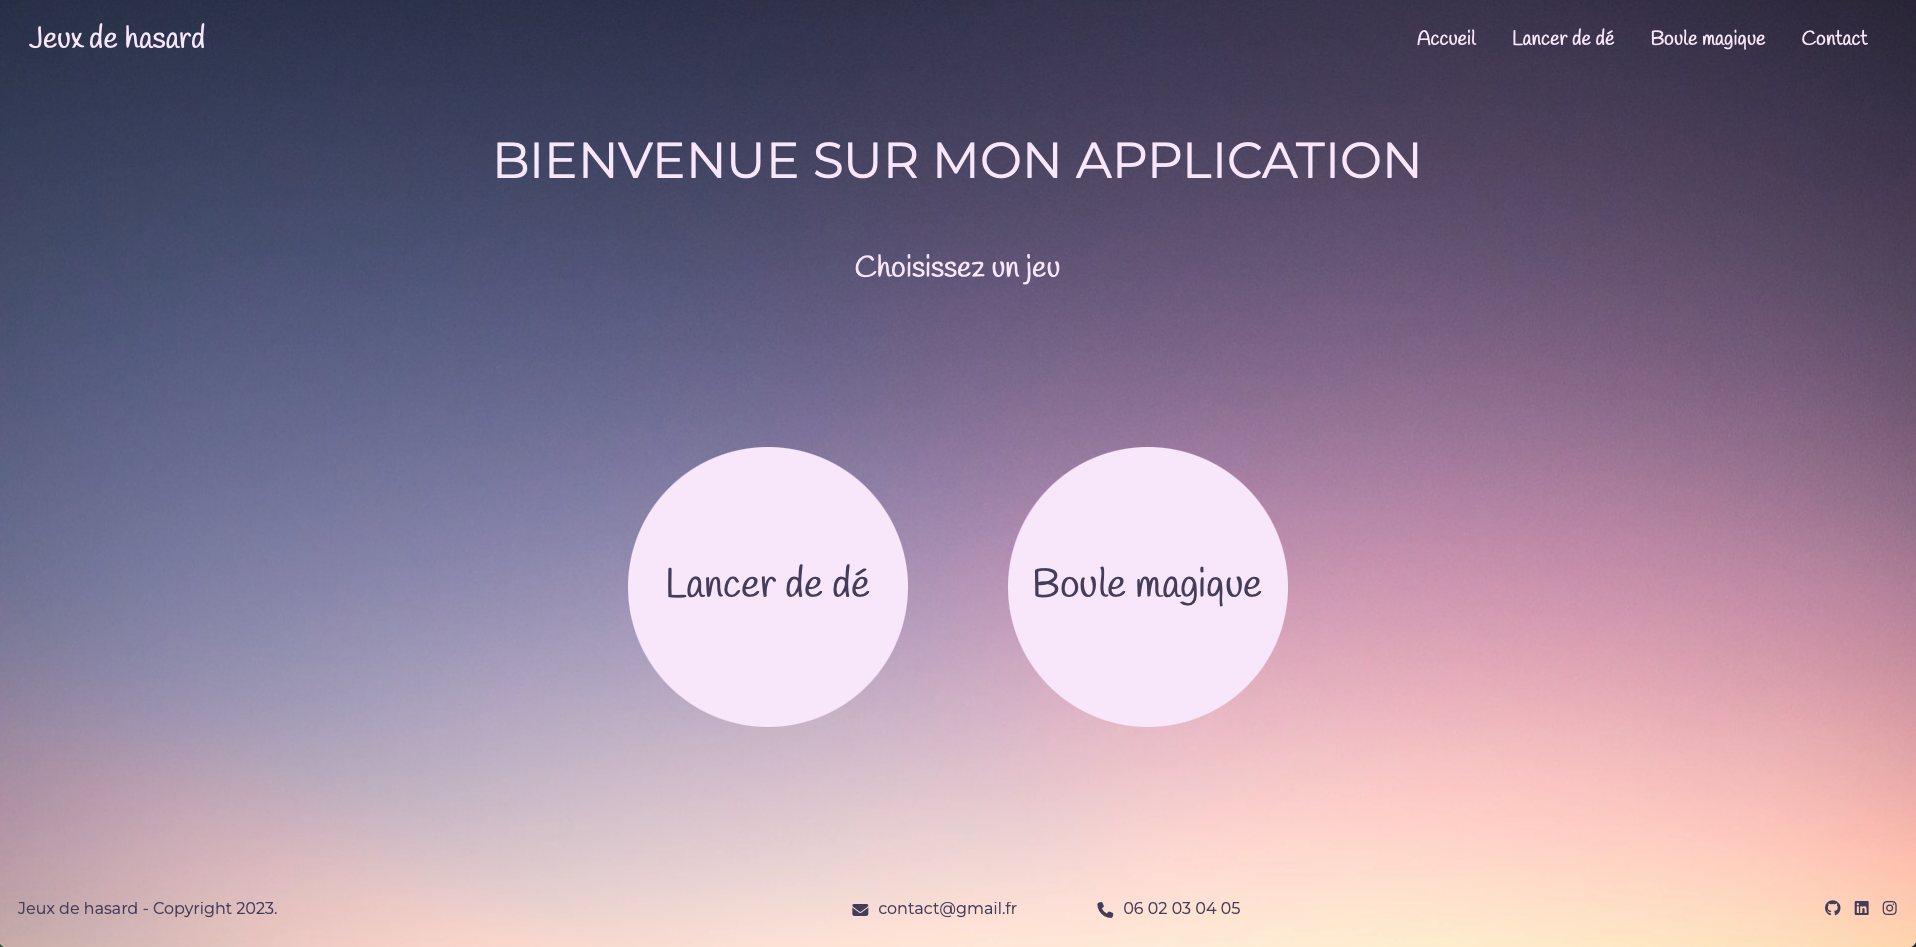 Jeux de hasard
Accueil Lancer de dé Boule magique Contact
BIENVENUE SUR MON APPLICATION
Choisissez un jeu
Lancer de dé
Boule magique
Jeux de hasard - Copyright 2023.
contact@gmail.fr
06 02 03 04 05